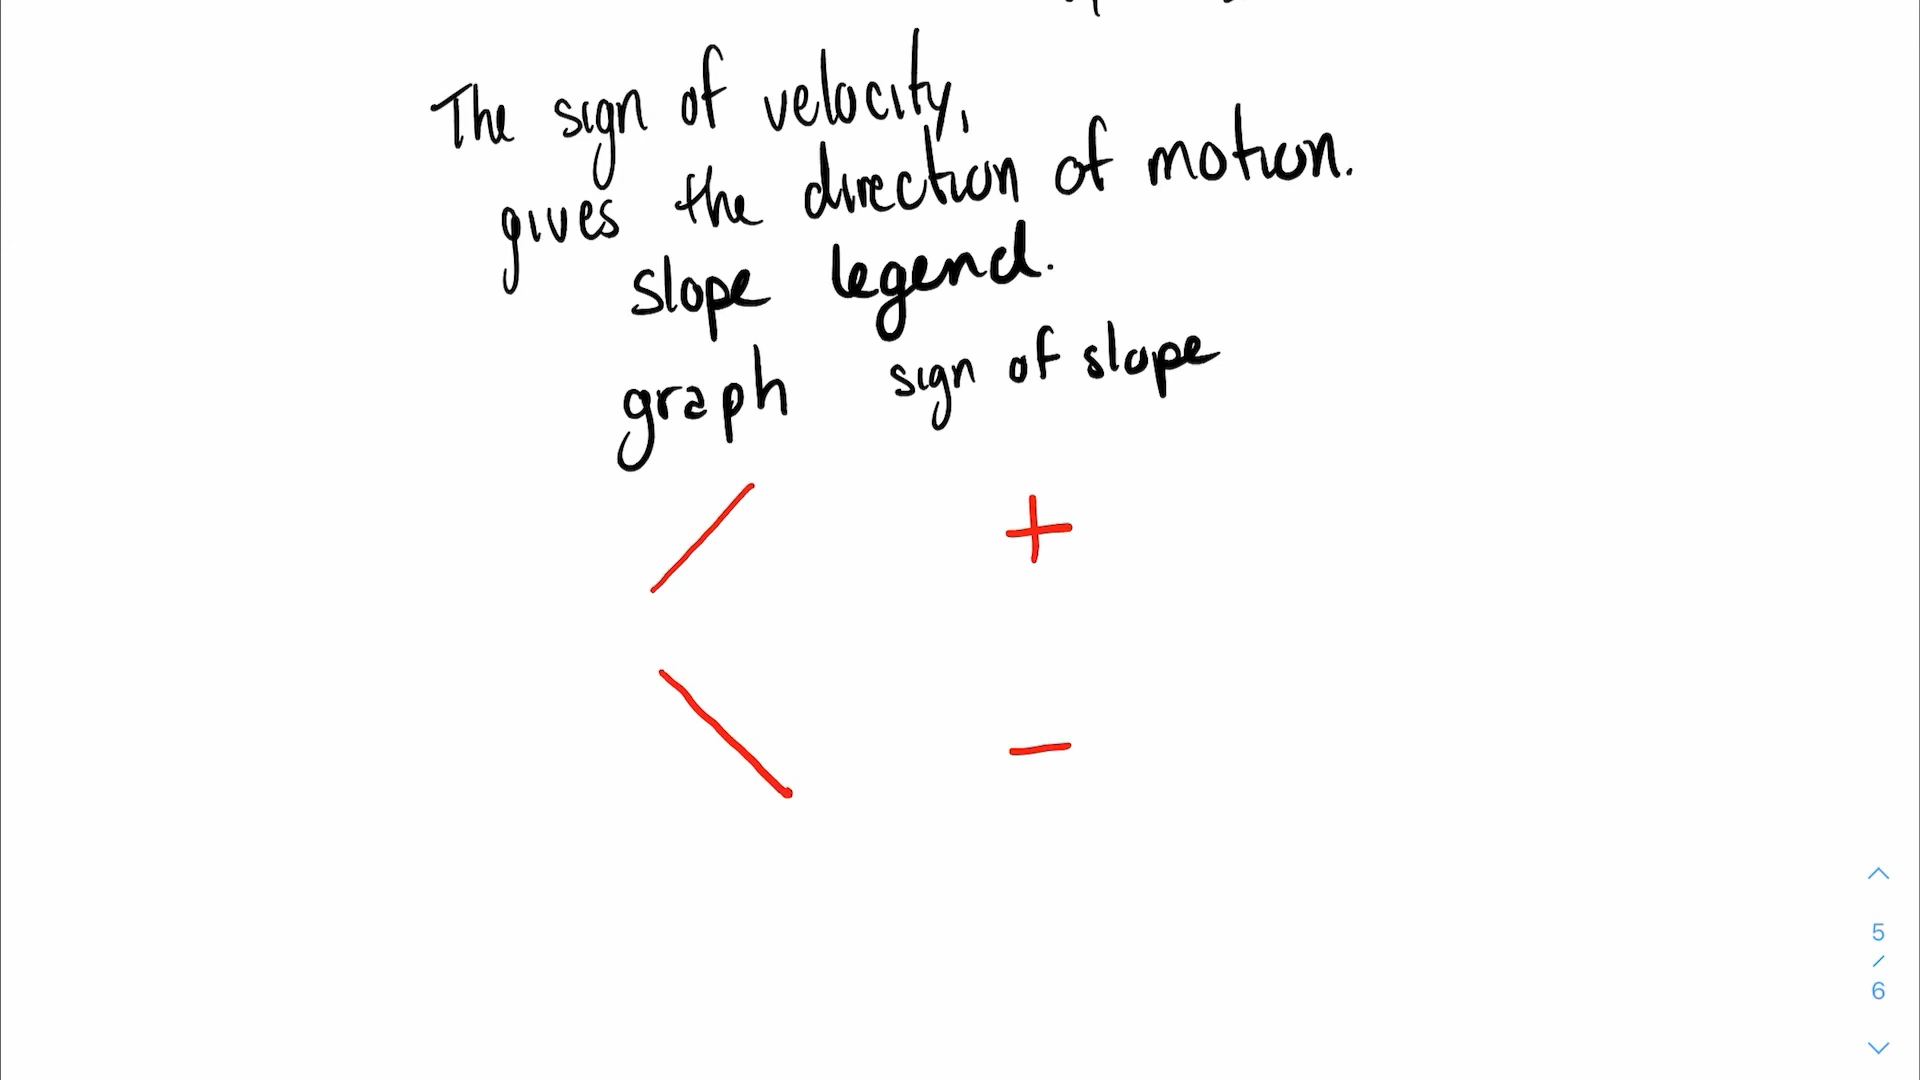 The sign of velocity,
gives the direction of motion.
slope legend.
graph sign of slope
+
−
5
/
6